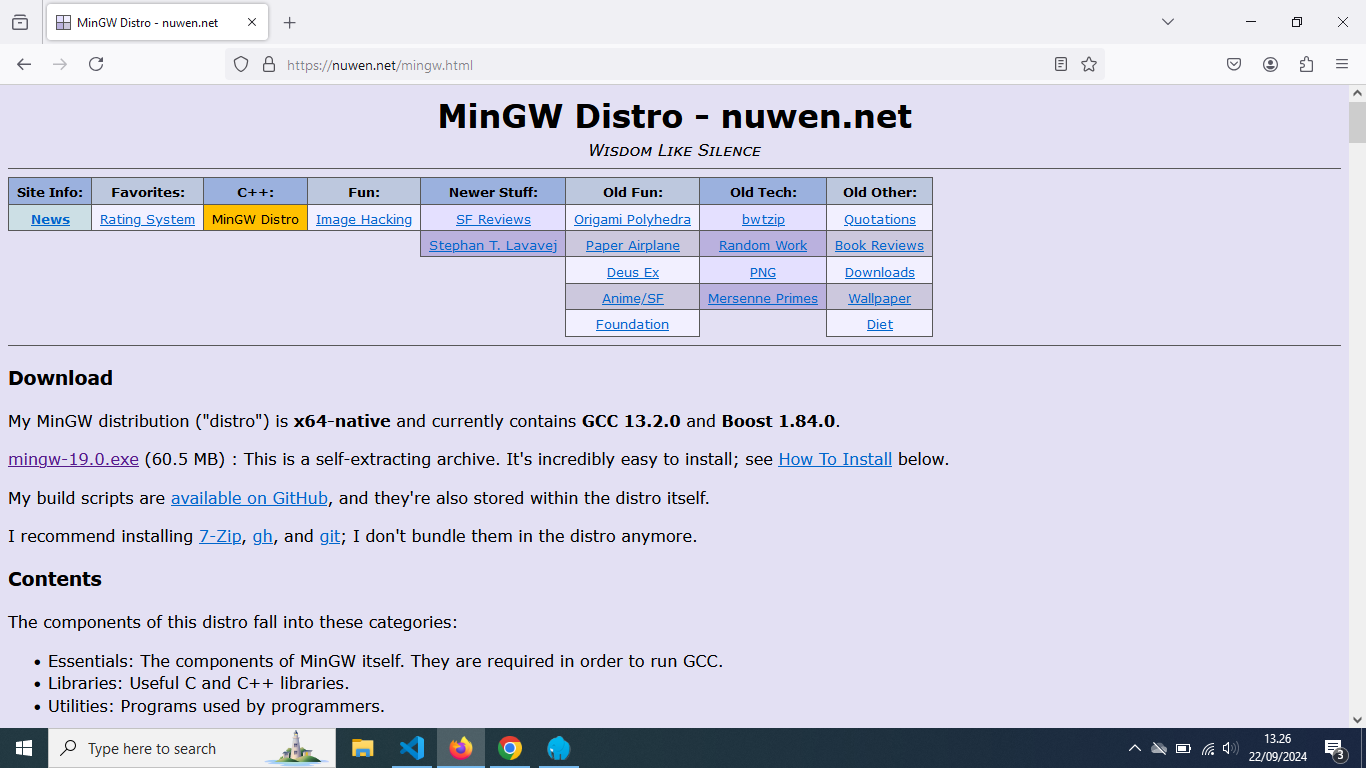 MinGW Distro - nuwen.net
https://nuwen.net/mingw.html
MinGW Distro - nuwen.net
Wisdom Like Silence
Site Info: Favorites: C++: Fun: Newer Stuff: Old Fun: Old Tech: Old Other:
News Rating System MinGW Distro Image Hacking SF Reviews Origami Polyhedra bwtzip Quotations
Stephan T. Lavavej Paper Airplane Random Work Book Reviews
Deus Ex PNG Downloads
Anime/SF Mersenne Primes Wallpaper
Foundation Diet
Download
My MinGW distribution ("distro") is x64-native and currently contains GCC 13.2.0 and Boost 1.84.0.
mingw-19.0.exe (60.5 MB) : This is a self-extracting archive. It's incredibly easy to install; see How To Install below.
My build scripts are available on GitHub, and they're also stored within the distro itself.
I recommend installing 7-Zip, gh, and git; I don't bundle them in the distro anymore.
Contents
The components of this distro fall into these categories:
• Essentials: The components of MinGW itself. They are required in order to run GCC.
• Libraries: Useful C and C++ libraries.
• Utilities: Programs used by programmers.
Type here to search
13.26
22/09/2024
3